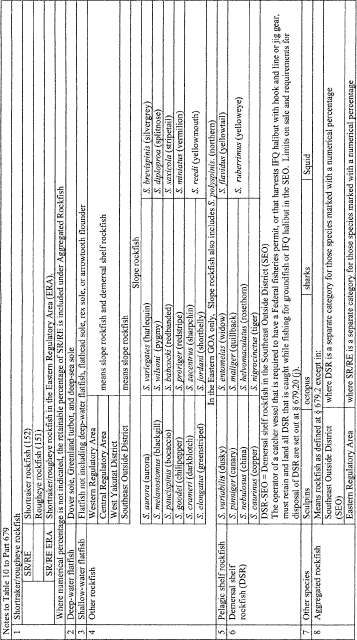 Notes to Table 10 to Part 679
1 Shortraker/rougheye rockfish
SR/RE Shortraker rockfish (152)
Rougheye rockfish (151)
SR/RE ERA Shortraker/rougheye rockfish in the Eastern Regulatory Area (ERA).
Where numerical percentage is not indicated, the retainable percentage of SR/RE is included under Aggregated Rockfish
2 Deep-water flatfish Dover sole, Greenland turbot, and deep-sea sole
3 Shallow-water flatfish Flatfish not including deep-water flatfish, flathead sole, rex sole, or arrowtooth flounder
4 Other rockfish Western Regulatory Area
Central Regulatory Area means slope rockfish and demersal shelf rockfish
West Yakutat District
Southeast Outside District means slope rockfish
Slope rockfish
S. aurora (aurora) S. variegatus (harlequin) S. brevispinis (silvergrey)
S. melanostomus (blackgill) S. wilsoni (pygmy) S. diploproa (splitnose)
S. paucispinis (bocaccio) S. babcocki (redbanded) S. saxicola (stripetail)
S. goodei (chilipepper) S. proriger (redstripe) S. miniatus (vermilion)
S. crameri (darkblotch) S. zacentrus (sharpchin)
S. elongatus (greenstriped) S. jordani (shortbelly) S. reedi (yellowmouth)
In the Eastern GOA only, Slope rockfish also includes S. polyspinis. (northern)
5 Pelagic shelf rockfish S. variabilis (dusky) S. entomelas (widow) S. flavidus (yellowtail)
6 Demersal shelf rockfish (DSR) S. pinniger (canary) S. maliger (quillback) S. ruberrimus (yelloweye)
S. nebulosus (china) S. helvomaculatus (rosethorn)
S. caurinus (copper) S. nigrocinctus (tiger)
DSR-SEO = Demersal shelf rockfish in the Southeast Outside District (SEO)
The operator of a catcher vessel that is required to have a Federal fisheries permit, or that harvests IFQ halibut with hook and line or jig gear,
must retain and land all DSR that is caught while fishing for groundfish or IFQ halibut in the SEO. Limits on sale and requirements for
disposal of DSR are set out at § 679.20 (j).
7 Other species Sculpins octopus sharks Squid
8 Aggregated rockfish Means rockfish as defined at § 679.2 except in:
Southeast Outside District (SEO) where DSR is a separate category for those species marked with a numerical percentage
Eastern Regulatory Area where SR/RE is a separate category for those species marked with a numerical percentage